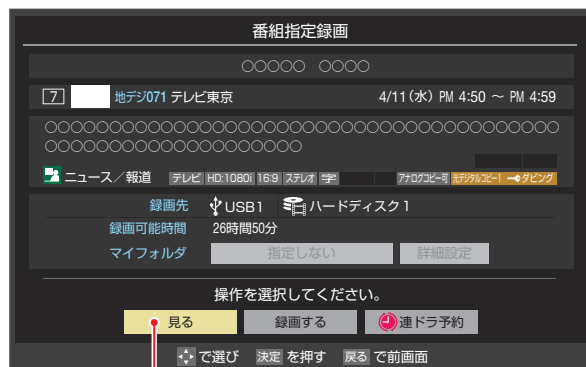 番組指定録画
○○○○○ ○○○○
7 地デジ071 テレビ東京 4/11(水) PM 4:50 ～ PM 4:59
○○○○○○○○○○○○○○○○○○○○○○○○○○○○○○○○○○○○○○○○
○○○○○○○○○○○○○○○○○○○○
ニュース／報道 テレビ HD:1080i 16:9 ステレオ 字 アナログコピー可 光デジタルコピー1 ダビング
録画先 USB1 ハードディスク1
録画可能時間 26時間50分
マイフォルダ 指定しない 詳細設定
操作を選択してください。
見る 録画する 連ドラ予約
で選び 決定 を押す 戻る で前画面